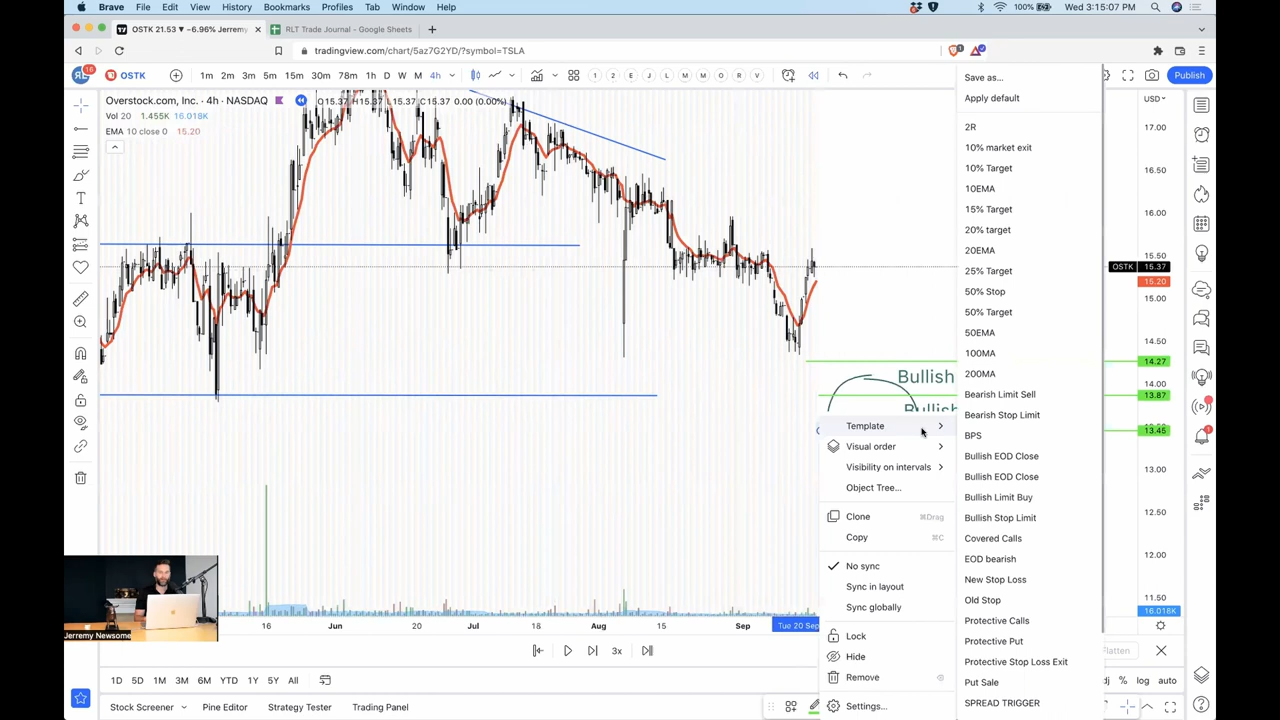 Brave File Edit View History Bookmarks Profiles Tab Window Help 100% Wed 3:15:07 PM
OSTK 21.53 ▼ −6.96% Jerremy RLT Trade Journal - Google Sheets
tradingview.com/chart/5az7G2YD/?symbol=TSLA
OSTK 1m 2m 3m 5m 15m 30m 78m 1h D W M 4h 1 2 E J L M M O R V Publish
Overstock.com, Inc. · 4h · NASDAQ O15.37 H15.37 L15.37 C15.37 0.00 (0.00%)
Vol 20 1.455K 16.018K
EMA 10 close 0 15.20
USD
17.00
16.50
16.00
15.50
OSTK 15.37
15.20
15.00
14.50
14.27
14.00
13.87
13.45
13.00
12.50
12.00
11.50
16.018K
Bullish
Bullish
Template
Visual order
Visibility on intervals
Object Tree...
Clone ⌘Drag
Copy ⌘C
No sync
Sync in layout
Sync globally
Lock
Hide
Remove
Settings...
Save as...
Apply default
2R
10% market exit
10% Target
10EMA
15% Target
20% target
20EMA
25% Target
50% Stop
50% Target
50EMA
100MA
200MA
Bearish Limit Sell
Bearish Stop Limit
BPS
Bullish EOD Close
Bullish EOD Close
Bullish Limit Buy
Bullish Stop Limit
Covered Calls
EOD bearish
New Stop Loss
Old Stop
Protective Calls
Protective Put
Protective Stop Loss Exit
Put Sale
SPREAD TRIGGER
Jerremy Newsome
16 Jun 16 Jul 18 Aug 15 Sep Tue 20 Sep
3x
Flatten
1D 5D 1M 3M 6M YTD 1Y 5Y All
log auto
Stock Screener Pine Editor Strategy Tester Trading Panel